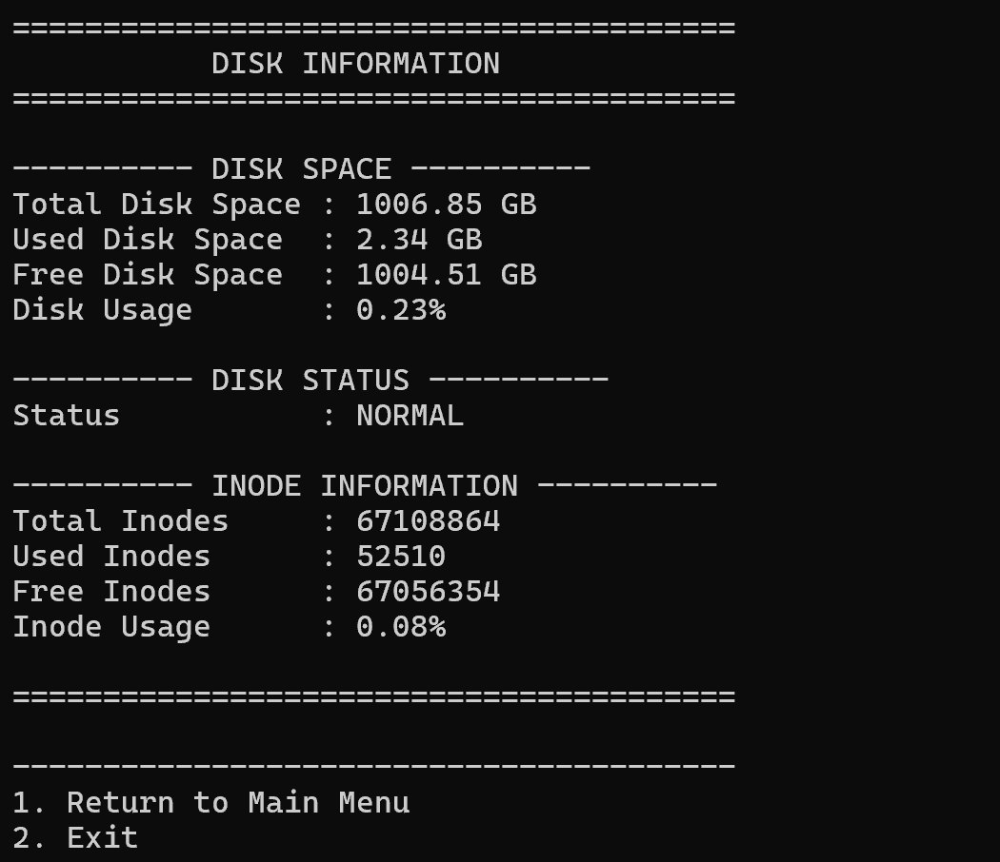 ========================================
           DISK INFORMATION
========================================
---------- DISK SPACE ----------
Total Disk Space : 1006.85 GB
Used Disk Space  : 2.34 GB
Free Disk Space  : 1004.51 GB
Disk Usage       : 0.23%
---------- DISK STATUS ----------
Status           : NORMAL
---------- INODE INFORMATION ----------
Total Inodes     : 67108864
Used Inodes      : 52510
Free Inodes      : 67056354
Inode Usage      : 0.08%
========================================
----------------------------------------
1. Return to Main Menu
2. Exit